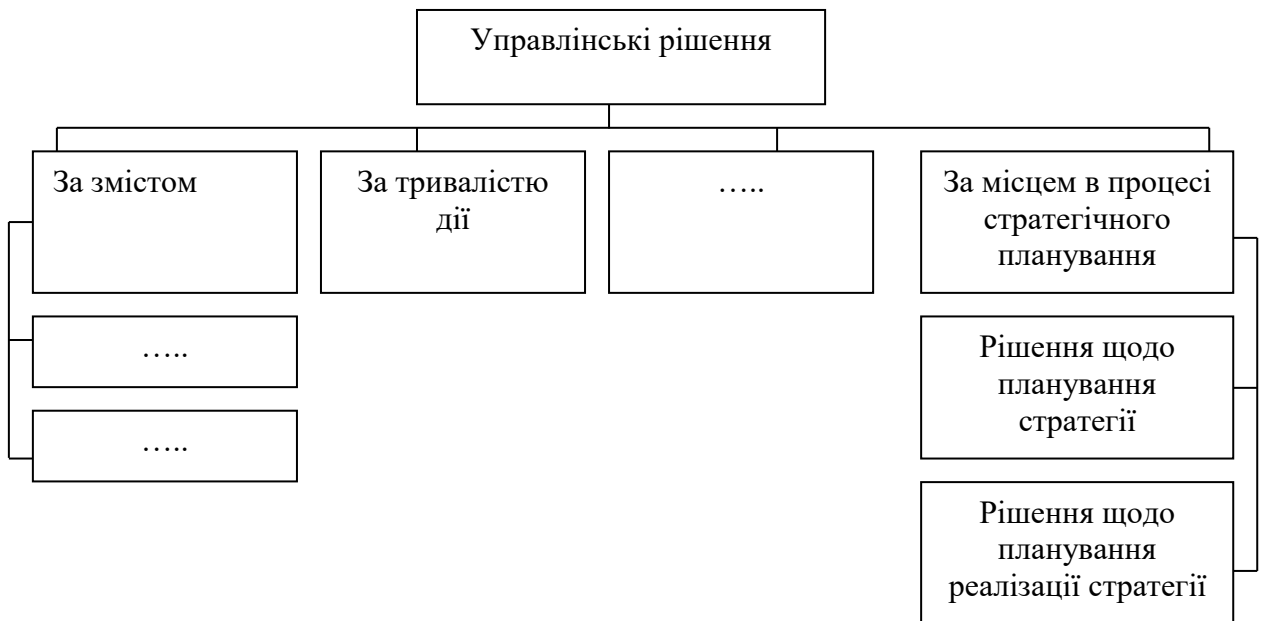 Управлінські рішення
За змістом
За тривалістю
дії
…..
За місцем в процесі
стратегічного
планування
…..
…..
Рішення щодо
планування
стратегії
Рішення щодо
планування
реалізації стратегії